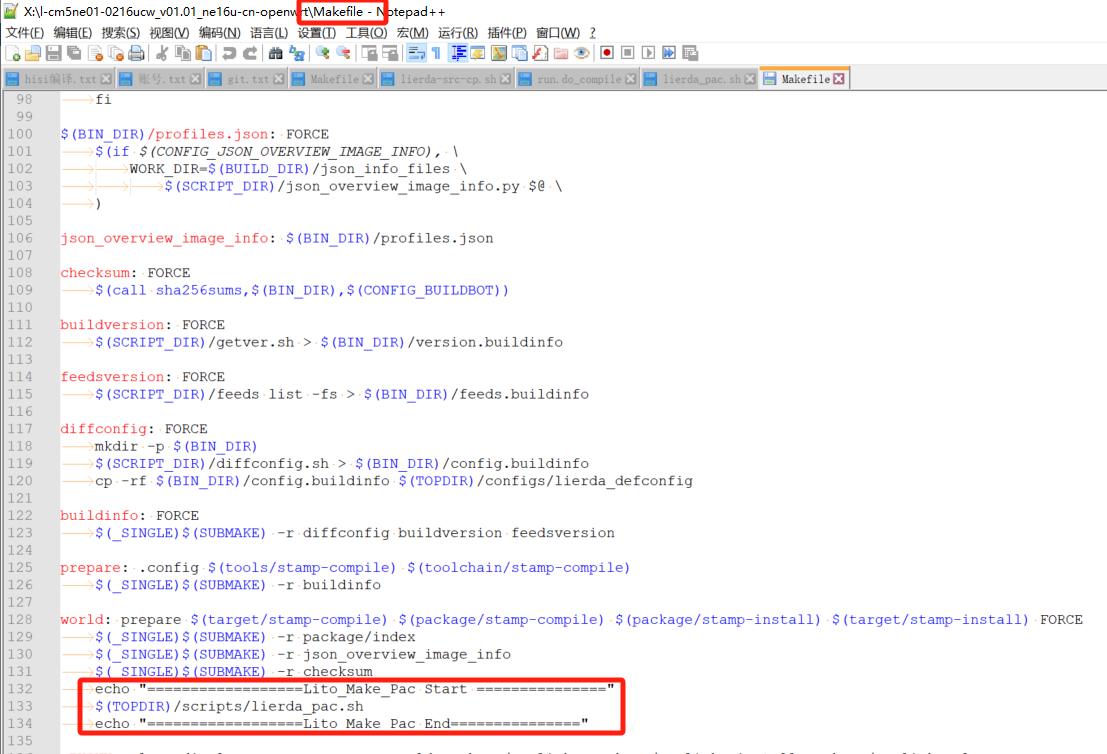 X:\l-cm5ne01-0216ucw_v01.01_ne16u-cn-openwrt\Makefile - Notepad++
文件(F) 编辑(E) 搜索(S) 视图(V) 编码(N) 语言(L) 设置(T) 工具(O) 宏(M) 运行(R) 插件(P) 窗口(W) ?
hisi编译.txt 账号.txt git.txt Makefile lierda-src-cp.sh run.do_compile lierda_pac.sh Makefile
98 fi
99
100 $(BIN_DIR)/profiles.json: FORCE
101 $(if $(CONFIG_JSON_OVERVIEW_IMAGE_INFO), \
102 WORK_DIR=$(BUILD_DIR)/json_info_files \
103 $(SCRIPT_DIR)/json_overview_image_info.py $@ \
104 )
105
106 json_overview_image_info: $(BIN_DIR)/profiles.json
107
108 checksum: FORCE
109 $(call sha256sums,$(BIN_DIR),$(CONFIG_BUILDBOT))
110
111 buildversion: FORCE
112 $(SCRIPT_DIR)/getver.sh > $(BIN_DIR)/version.buildinfo
113
114 feedsversion: FORCE
115 $(SCRIPT_DIR)/feeds list -fs > $(BIN_DIR)/feeds.buildinfo
116
117 diffconfig: FORCE
118 mkdir -p $(BIN_DIR)
119 $(SCRIPT_DIR)/diffconfig.sh > $(BIN_DIR)/config.buildinfo
120 cp -rf $(BIN_DIR)/config.buildinfo $(TOPDIR)/configs/lierda_defconfig
121
122 buildinfo: FORCE
123 $(_SINGLE)$(SUBMAKE) -r diffconfig buildversion feedsversion
124
125 prepare: .config $(tools/stamp-compile) $(toolchain/stamp-compile)
126 $(_SINGLE)$(SUBMAKE) -r buildinfo
127
128 world: prepare $(target/stamp-compile) $(package/stamp-compile) $(package/stamp-install) $(target/stamp-install) FORCE
129 $(_SINGLE)$(SUBMAKE) -r package/index
130 $(_SINGLE)$(SUBMAKE) -r json_overview_image_info
131 $(_SINGLE)$(SUBMAKE) -r checksum
132 echo "==================Lito_Make_Pac Start ==============="
133 $(TOPDIR)/scripts/lierda_pac.sh
134 echo "==================Lito_Make_Pac End==============="
135